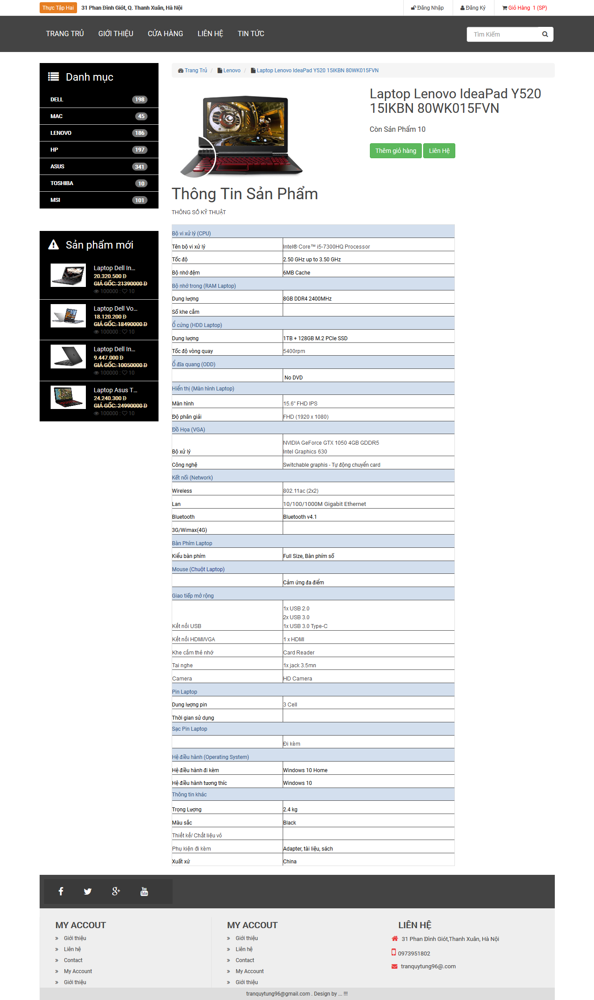 Thực Tập Hai 31 Phan Đình Giót, Q. Thanh Xuân, Hà Nội
Đăng Nhập Đăng Ký Giỏ Hàng 1 (SP)
TRANG TRỦ GIỚI THIỆU CỬA HÀNG LIÊN HỆ TIN TỨC
Tìm Kiếm
Danh mục
DELL 198
MAC 45
LENOVO 186
HP 197
ASUS 341
TOSHIBA 10
MSI 101
Sản phẩm mới
Laptop Dell In...
20.320.500 Đ
GIÁ GỐC: 21390000 Đ
100000 : 10
Laptop Dell Vo...
18.120.200 Đ
GIÁ GỐC: 18490000 Đ
100000 : 10
Laptop Dell In...
9.447.000 Đ
GIÁ GỐC: 10050000 Đ
100000 : 10
Laptop Asus T...
24.240.300 Đ
GIÁ GỐC: 24990000 Đ
100000 : 10
Trang Trủ / Lenovo / Laptop Lenovo IdeaPad Y520 15IKBN 80WK015FVN
Laptop Lenovo IdeaPad Y520
15IKBN 80WK015FVN
Còn Sản Phẩm 10
Thêm giỏ hàng Liên Hệ
Thông Tin Sản Phẩm
THÔNG SỐ KỸ THUẬT
Bộ vi xử lý (CPU)
Tên bộ vi xử lý Intel® Core™ i5-7300HQ Processor
Tốc độ 2.50 GHz up to 3.50 GHz
Bộ nhớ đệm 6MB Cache
Bộ nhớ trong (RAM Laptop)
Dung lượng 8GB DDR4 2400MHz
Số khe cắm
Ổ cứng (HDD Laptop)
Dung lượng 1TB + 128GB M.2 PCIe SSD
Tốc độ vòng quay 5400rpm
Ổ đĩa quang (ODD)
No DVD
Hiển thị (Màn hình Laptop)
Màn hình 15.6" FHD IPS
Độ phân giải FHD (1920 x 1080)
Đồ Họa (VGA)
NVIDIA GeForce GTX 1050 4GB GDDR5
Bộ xử lý Intel Graphics 630
Công nghệ Switchable graphis - Tự động chuyển card
Kết nối (Network)
Wireless 802.11ac (2x2)
Lan 10/100/1000M Gigabit Ethernet
Bluetooth Bluetooth v4.1
3G/Wimax(4G)
Bàn Phím Laptop
Kiểu bàn phím Full Size, Bàn phím số
Mouse (Chuột Laptop)
Cảm ứng đa điểm
Giao tiếp mở rộng
1x USB 2.0
2x USB 3.0
Kết nối USB 1x USB 3.0 Type-C
Kết nối HDMI/VGA 1 x HDMI
Khe cắm thẻ nhớ Card Reader
Tai nghe 1x jack 3.5mn
Camera HD Camera
Pin Laptop
Dung lượng pin 3 Cell
Thời gian sử dụng
Sạc Pin Laptop
Đi kèm
Hệ điều hành (Operating System)
Hệ điều hành đi kèm Windows 10 Home
Hệ điều hành tương thíc Windows 10
Thông tin khác
Trọng Lượng 2.4 kg
Màu sắc Black
Thiết kế/ Chất liệu vỏ
Phụ kiện đi kèm Adapter, tài liệu, sách
Xuất xứ China
You Tube
MY ACCOUT
Giới thiệu
Liên hệ
Contact
My Account
Giới thiệu
MY ACCOUT
Giới thiệu
Liên hệ
Contact
My Account
Giới thiệu
LIÊN HỆ
31 Phan Đình Giót,Thanh Xuân, Hà Nội
0973951802
tranquytung96@.com
tranquytung96@gmail.com . Design by ... !!!